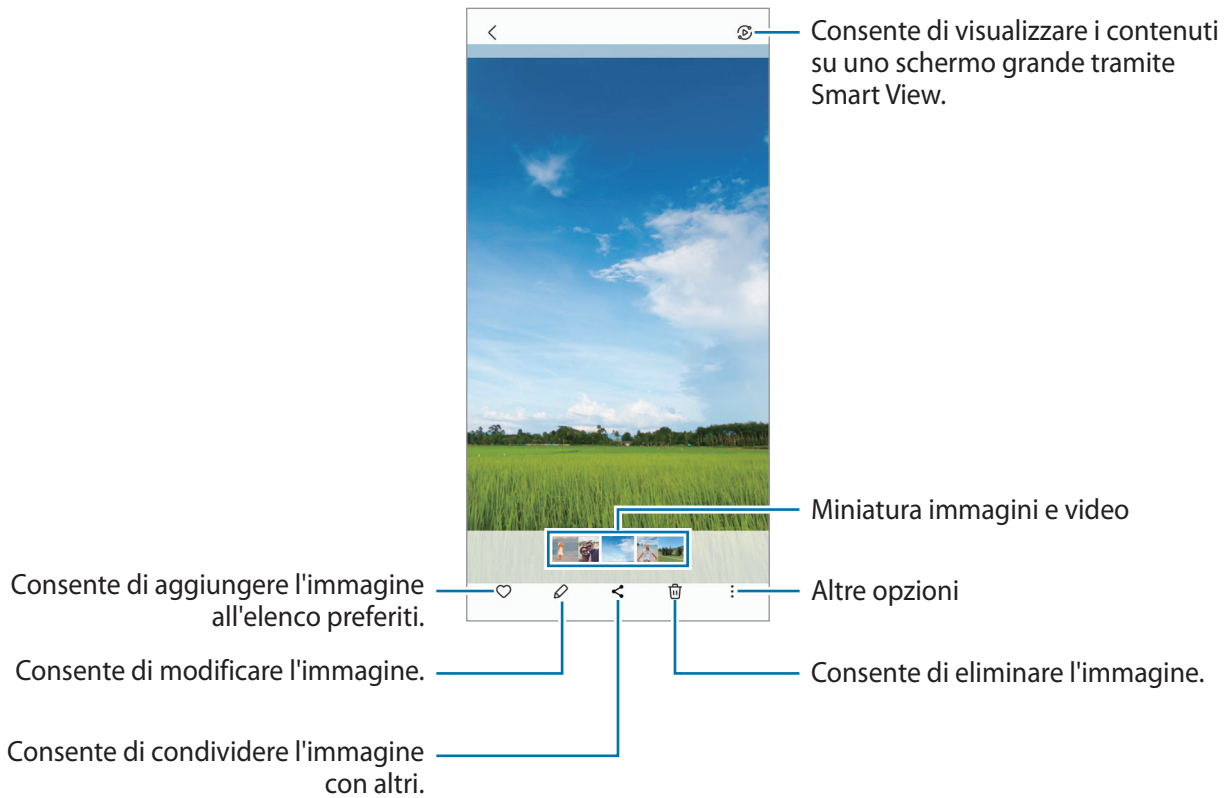 Consente di visualizzare i contenuti
su uno schermo grande tramite
Smart View.
Miniatura immagini e video
Consente di aggiungere l'immagine
all'elenco preferiti.
Altre opzioni
Consente di modificare l'immagine.
Consente di eliminare l'immagine.
Consente di condividere l'immagine
con altri.